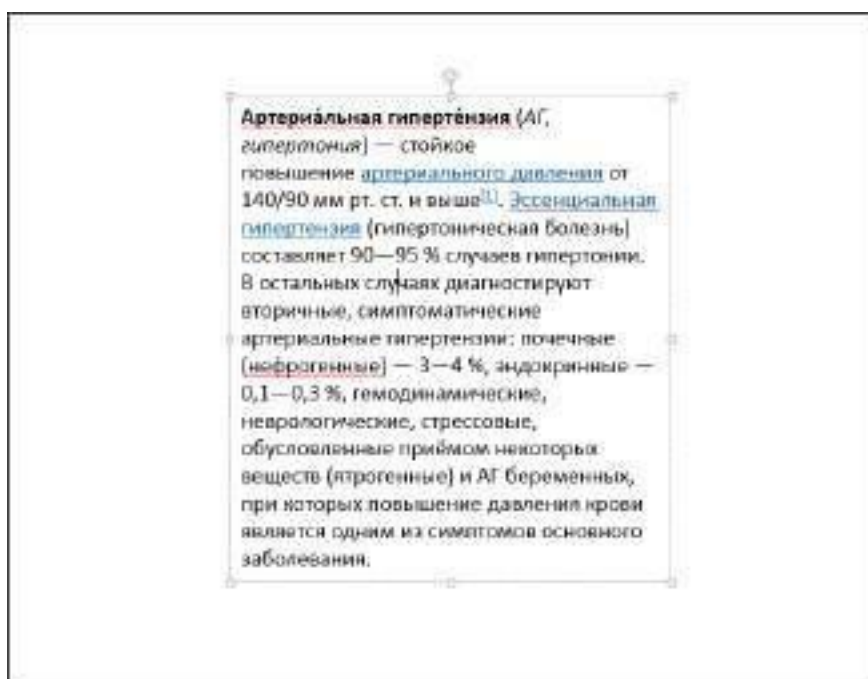 Артериа́льная гиперте́нзия (АГ,
гипертония) — стойкое
повышение артериального давления от
140/90 мм рт. ст. и выше[1]. Эссенциальная
гипертензия (гипертоническая болезнь)
составляет 90—95 % случаев гипертонии.
В остальных случаях диагностируют
вторичные, симптоматические
артериальные гипертензии: почечные
(нефрогенные) — 3—4 %, эндокринные —
0,1—0,3 %, гемодинамические,
неврологические, стрессовые,
обусловленные приёмом некоторых
веществ (ятрогенные) и АГ беременных,
при которых повышение давления крови
является одним из симптомов основного
заболевания.